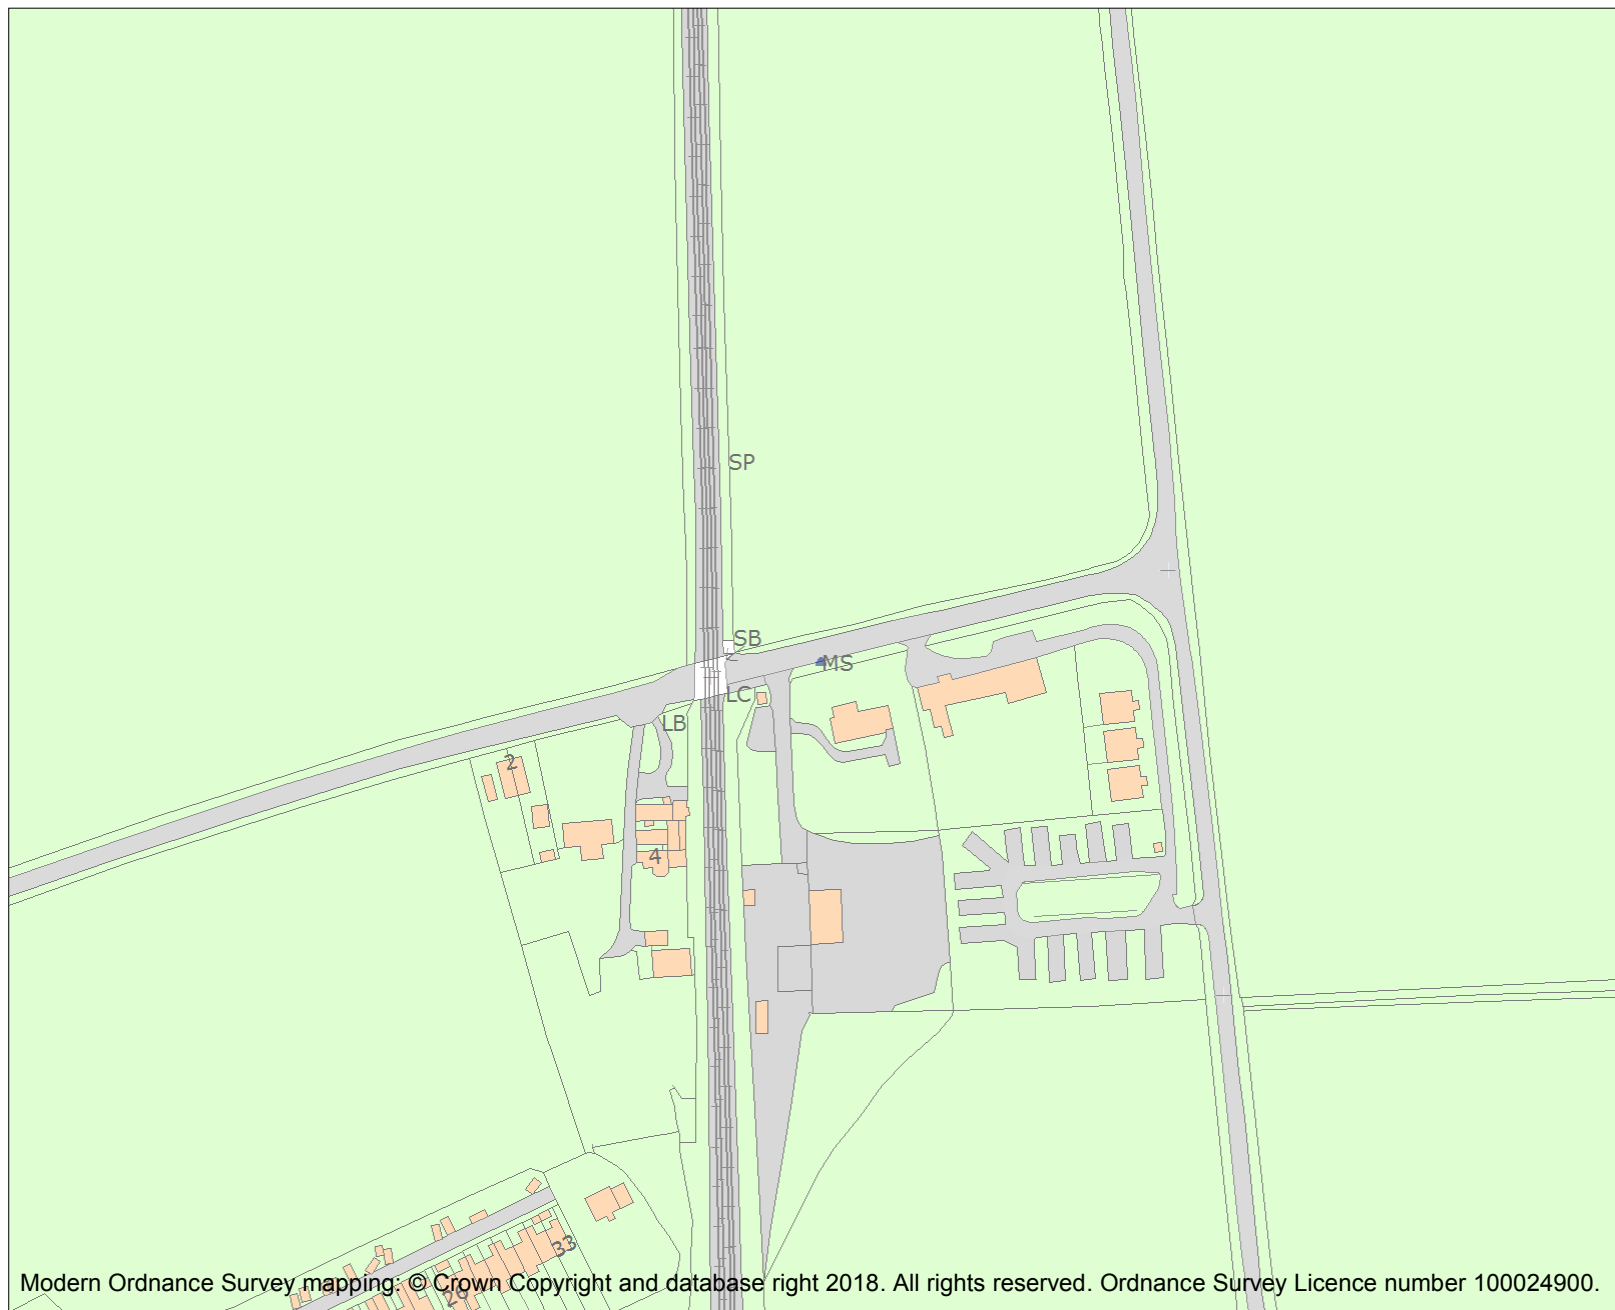 SP
SB
MS
LC
LB
2
4
33
26
Modern Ordnance Survey mapping: © Crown Copyright and database right 2018. All rights reserved. Ordnance Survey Licence number 100024900.